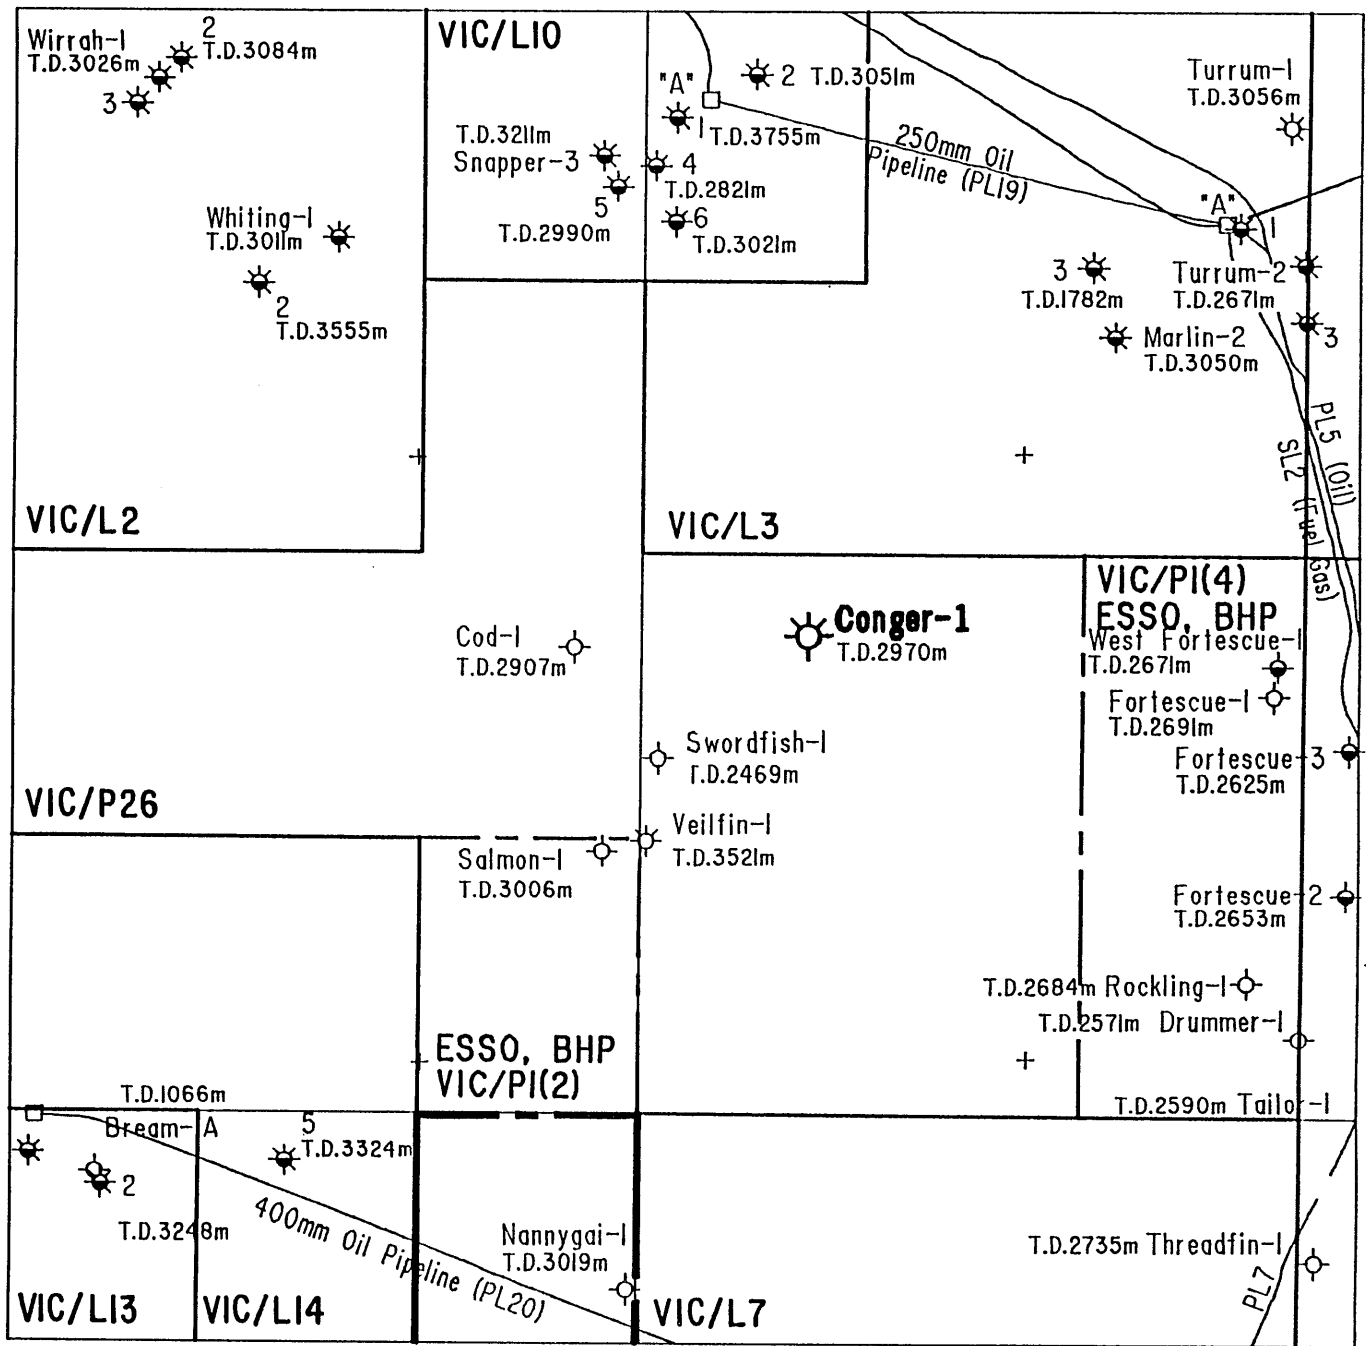 VIC/L10
Wirrah-1
T.D.3026m
2
T.D.3084m
3
"A"
2 T.D.3051m
1
T.D.3755m
T.D.3211m
Snapper-3
4
T.D.2821m
5
T.D.2990m
6
T.D.3021m
250mm Oil
Pipeline (PL19)
Turrum-1
T.D.3056m
"A"
1
Whiting-1
T.D.3011m
2
T.D.3555m
3
T.D.1782m
Turrum-2
T.D.2671m
3
Marlin-2
T.D.3050m
PL5 (Oil)
SL2 (Fuel Gas)
VIC/L2
VIC/L3
VIC/P1(4)
ESSO, BHP
Conger-1
T.D.2970m
Cod-1
T.D.2907m
West Fortescue-1
T.D.2671m
Fortescue-1
T.D.2691m
Swordfish-1
T.D.2469m
Fortescue-3
T.D.2625m
VIC/P26
Veilfin-1
T.D.3521m
Salmon-1
T.D.3006m
Fortescue-2
T.D.2653m
T.D.2684m Rockling-1
T.D.2571m Drummer-1
ESSO, BHP
VIC/P1(2)
T.D.1066m
Bream-A
5
T.D.3324m
T.D.2590m Tailor-1
2
T.D.3248m
400mm Oil Pipeline (PL20)
Nannygai-1
T.D.3019m
T.D.2735m Threadfin-1
PL7
VIC/L13
VIC/L14
VIC/L7